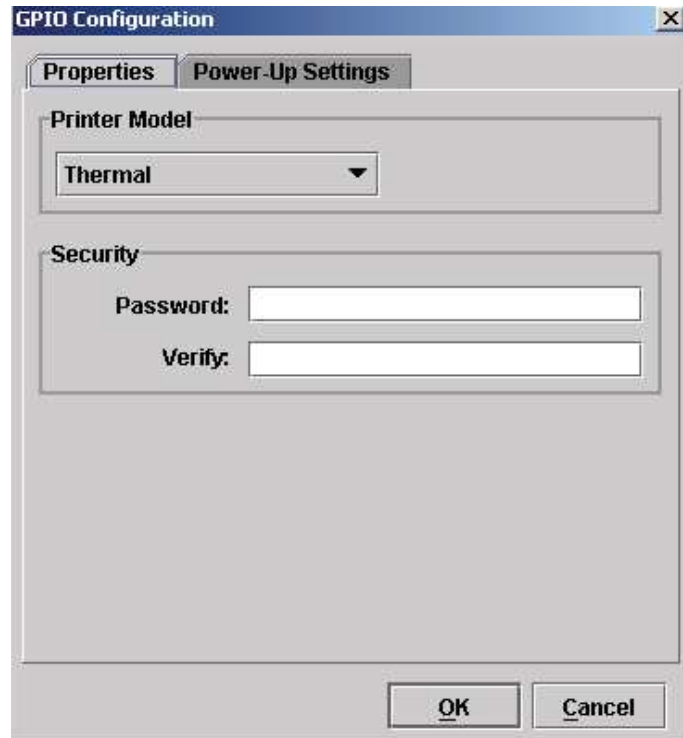 GPIO Configuration
Properties Power-Up Settings
Printer Model
Thermal
Security
Password:
Verify:
OK Cancel